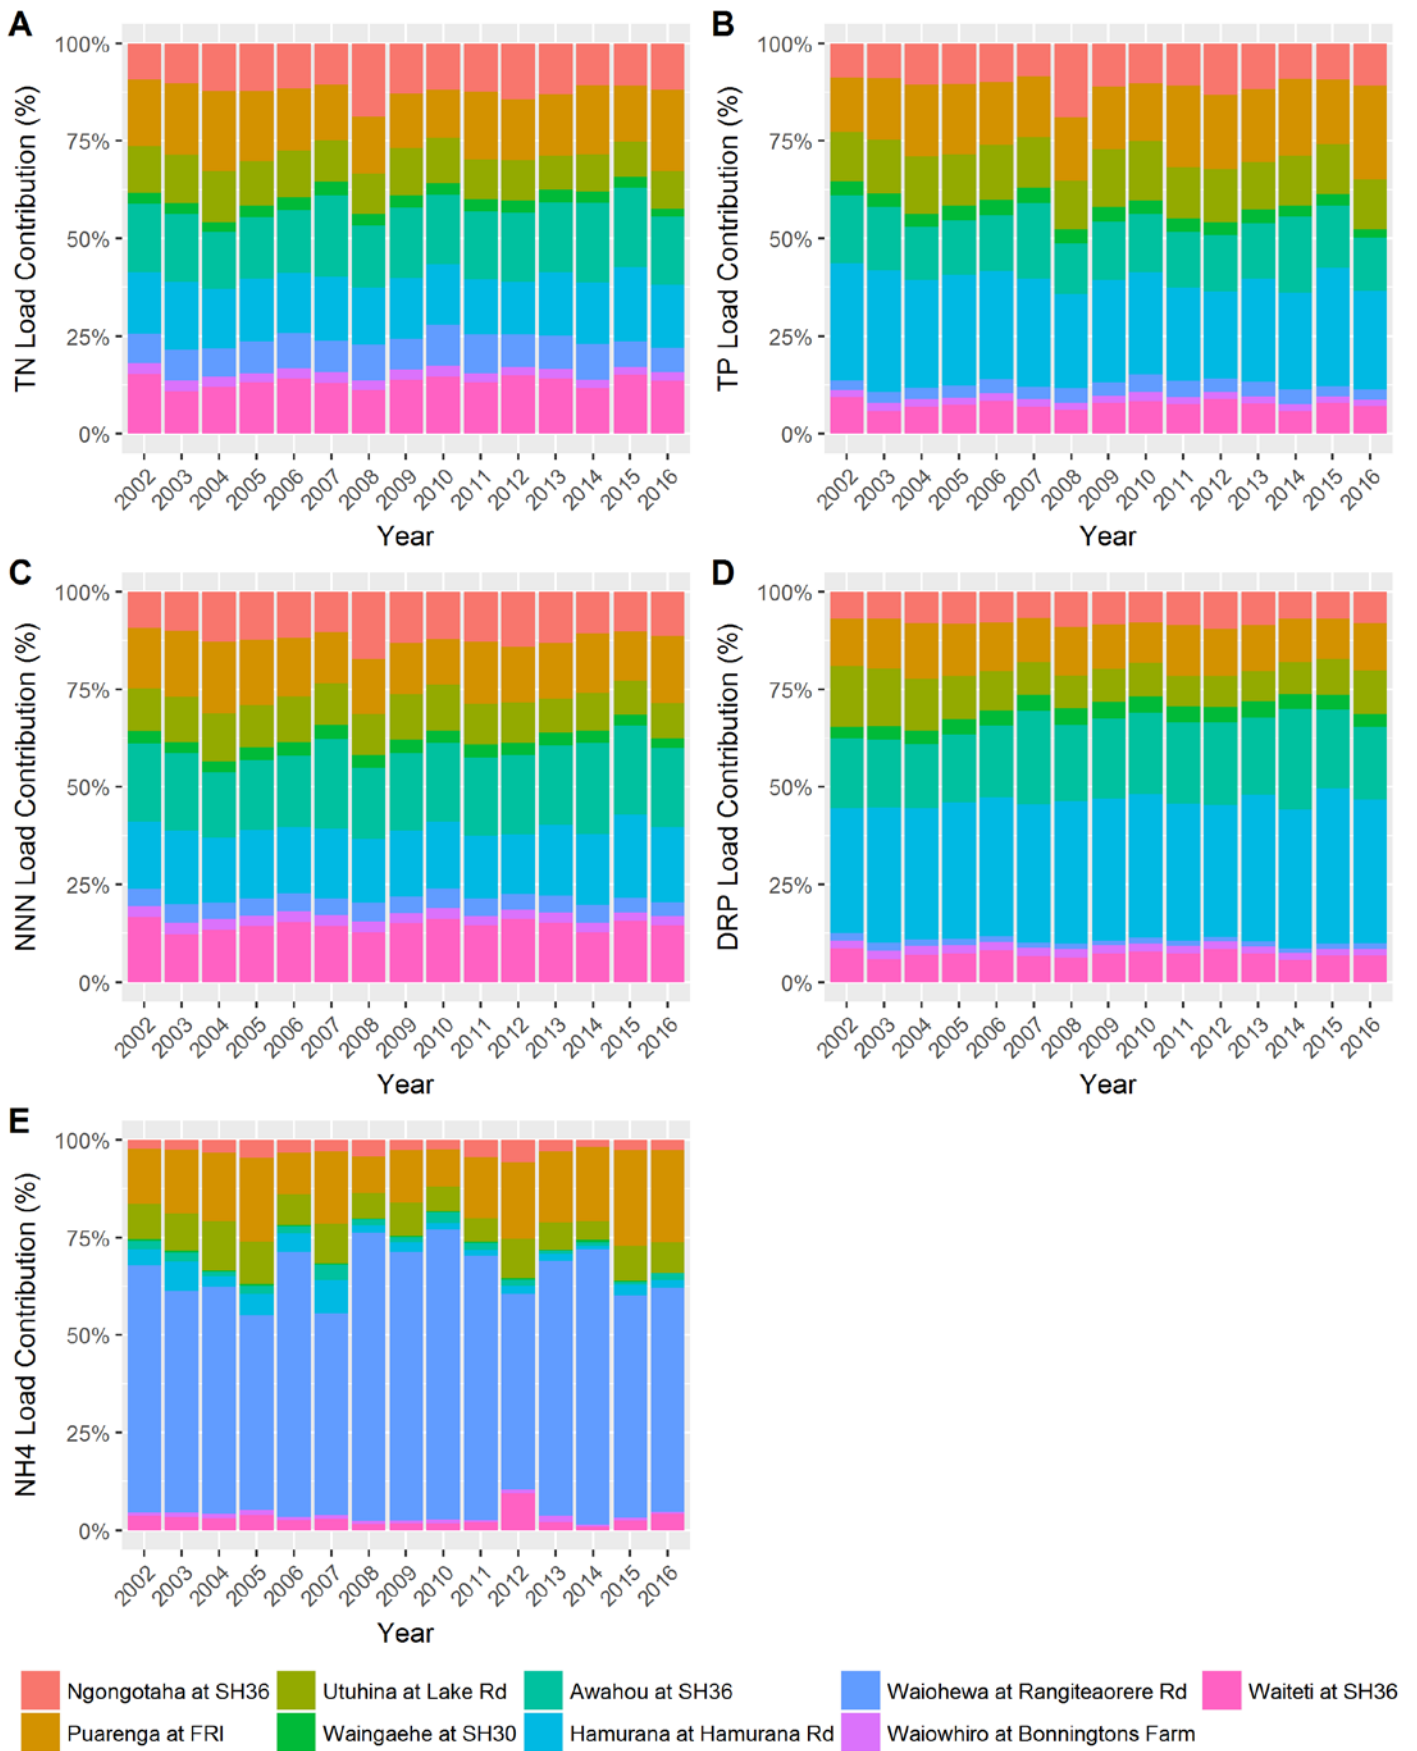 A
TN Load Contribution (%)
100%
75%
50%
25%
0%
2002 2003 2004 2005 2006 2007 2008 2009 2010 2011 2012 2013 2014 2015 2016
Year
B
TP Load Contribution (%)
100%
75%
50%
25%
0%
2002 2003 2004 2005 2006 2007 2008 2009 2010 2011 2012 2013 2014 2015 2016
Year
C
NNN Load Contribution (%)
100%
75%
50%
25%
0%
2002 2003 2004 2005 2006 2007 2008 2009 2010 2011 2012 2013 2014 2015 2016
Year
D
DRP Load Contribution (%)
100%
75%
50%
25%
0%
2002 2003 2004 2005 2006 2007 2008 2009 2010 2011 2012 2013 2014 2015 2016
Year
E
NH4 Load Contribution (%)
100%
75%
50%
25%
0%
2002 2003 2004 2005 2006 2007 2008 2009 2010 2011 2012 2013 2014 2015 2016
Year
Ngongotaha at SH36 Utuhina at Lake Rd Awahou at SH36 Waiohewa at Rangiteaorere Rd Waiteti at SH36
Puarenga at FRI Waingaehe at SH30 Hamurana at Hamurana Rd Waiowhiro at Bonningtons Farm